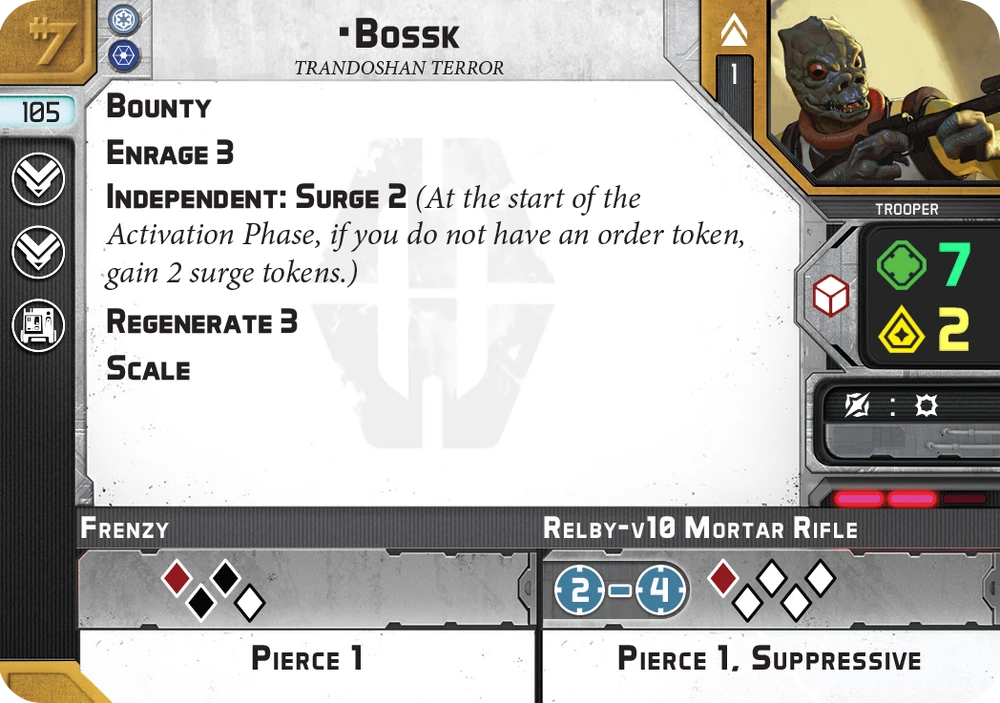 7
•Bossk
TRANDOSHAN TERROR
1
105
Bounty
Enrage 3
Independent: Surge 2 (At the start of the
Activation Phase, if you do not have an order token,
gain 2 surge tokens.)
Regenerate 3
Scale
TROOPER
7
2
:
Frenzy
Pierce 1
Relby-v10 Mortar Rifle
2-4
Pierce 1, Suppressive